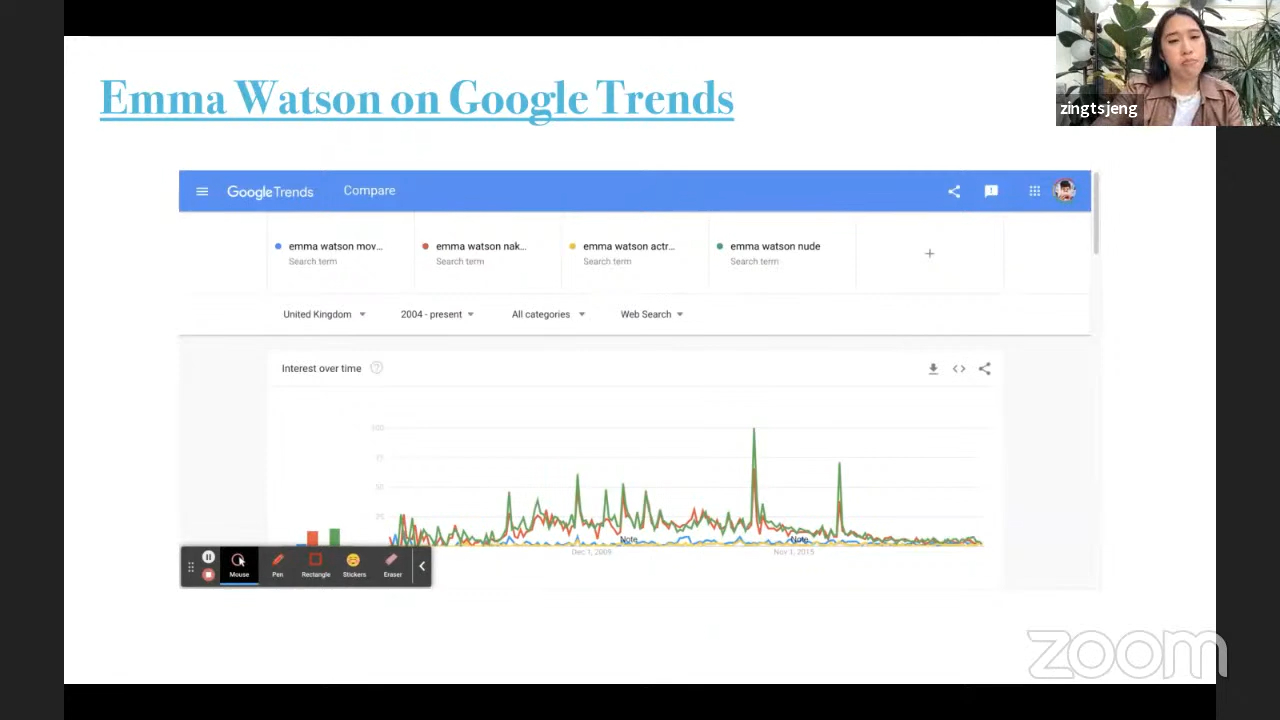 Emma Watson on Google Trends
zingtsjeng
Google Trends Compare
emma watson mov... emma watson nak... emma watson actr... emma watson nude
Search term Search term Search term Search term
+
United Kingdom 2004 - present All categories Web Search
Interest over time ?
100
75
50
25
Note Note
Dec 1, 2009 Nov 1, 2015
Mouse Pen Rectangle Stickers Eraser
zoom